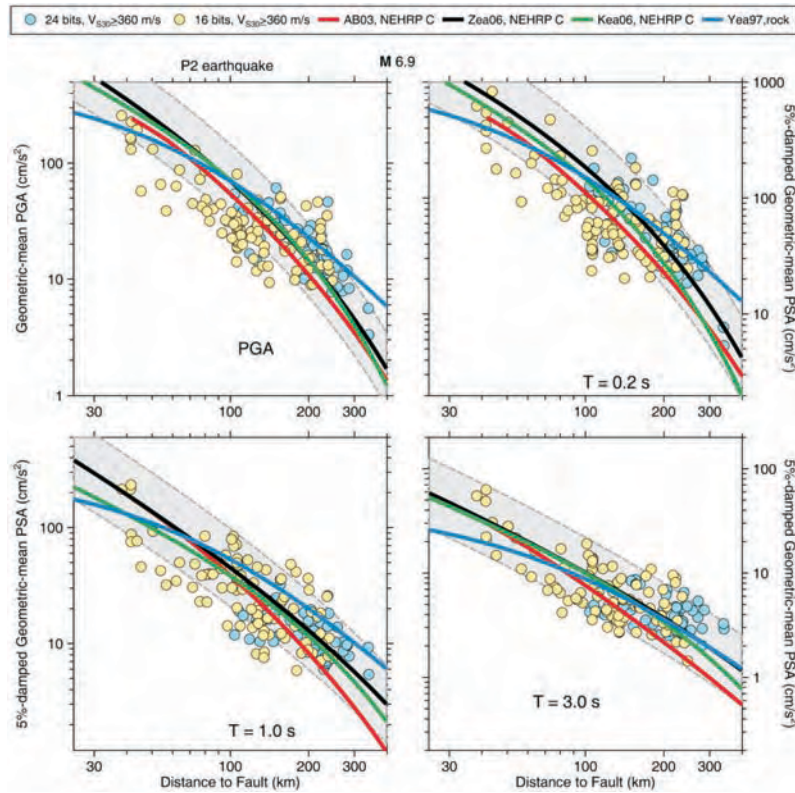 24 bits, VS30≥360 m/s 16 bits, VS30≥360 m/s AB03, NEHRP C Zea06, NEHRP C Kea06, NEHRP C Yea97,rock
P2 earthquake M 6.9
Geometric-mean PGA (cm/s²)
100
10
1
PGA
30 100 200 300
1000
100
10
5%-damped Geometric-mean PSA (cm/s²)
T = 0.2 s
30 100 200 300
5%-damped Geometric-mean PSA (cm/s²)
100
10
T = 1.0 s
30 100 200 300
Distance to Fault (km)
100
10
1
5%-damped Geometric-mean PSA (cm/s²)
T = 3.0 s
30 100 200 300
Distance to Fault (km)